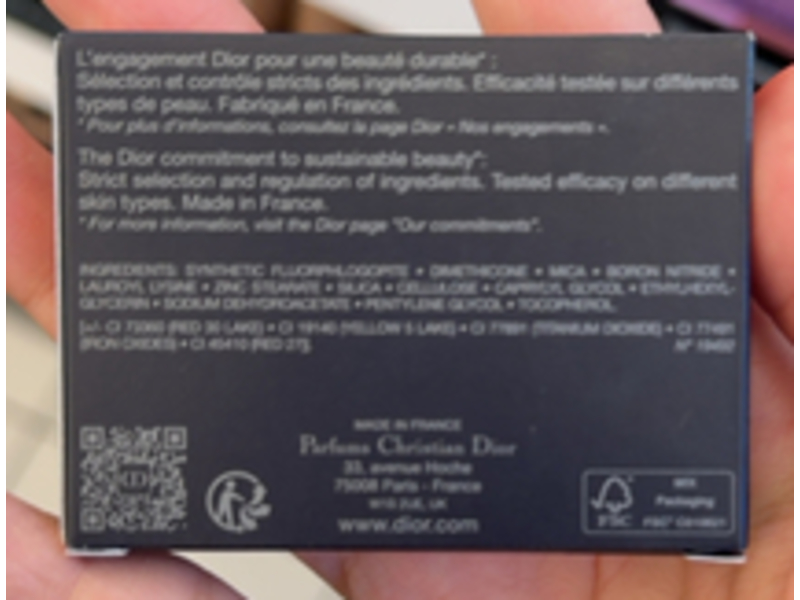 L'engagement Dior pour une beauté durable* :
Sélection et contrôle stricts des ingrédients. Efficacité testée sur différents
types de peau. Fabriqué en France.
* Pour plus d'informations, consultez la page Dior « Nos engagements ».
The Dior commitment to sustainable beauty*:
Strict selection and regulation of ingredients. Tested efficacy on different
skin types. Made in France.
* For more information, visit the Dior page "Our commitments".
INGREDIENTS: SYNTHETIC FLUORPHLOGOPITE • DIMETHICONE • MICA • BORON NITRIDE •
LAUROYL LYSINE • ZINC STEARATE • SILICA • CELLULOSE • CAPRYLYL GLYCOL • ETHYLHEXYL-
GLYCERIN • SODIUM DEHYDROACETATE • PENTYLENE GLYCOL • TOCOPHEROL.
[+/- CI 73360 (RED 30 LAKE) • CI 19140 (YELLOW 5 LAKE) • CI 77891 (TITANIUM DIOXIDE) • CI 77491
(IRON OXIDES) • CI 45410 (RED 27)].
N°
MADE IN FRANCE
Parfums Christian Dior
33, avenue Hoche
75008 Paris - France
W1S 2UE, UK
www.dior.com
MIX
Packaging
FSC
FSC®